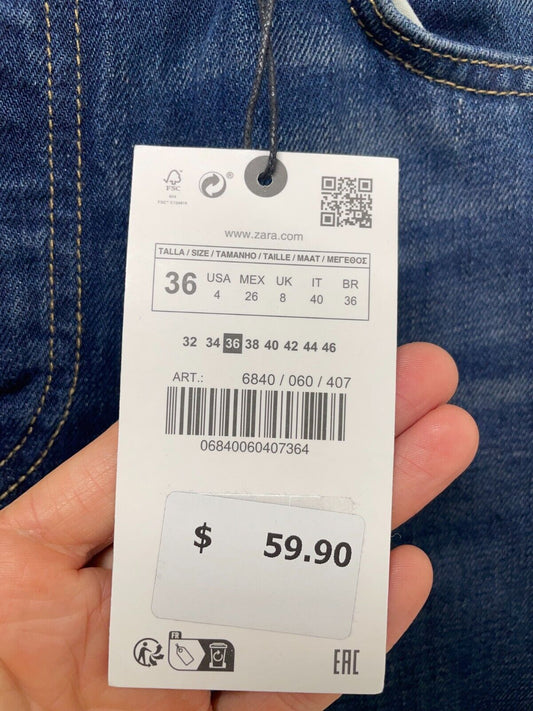 FSC
www.zara.com
TALLA / SIZE / TAMANHO / TAILLE / MAAT / ΜΕΓΕΘΟΣ
36 USA MEX UK IT BR
4 26 8 40 36
32 34 36 38 40 42 44 46
ART.: 6840 / 060 / 407
06840060407364
$ 59.90
FR
EAC